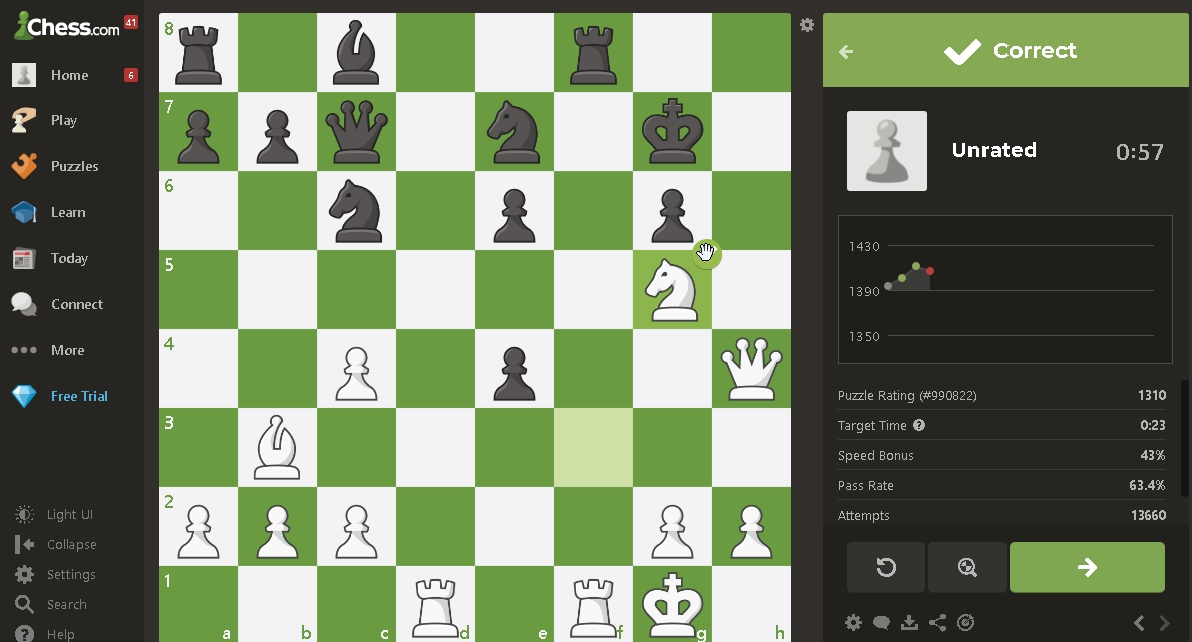 Chess.com 41
Home 6
Play
Puzzles
Learn
Today
Connect
More
Free Trial
Light UI
Collapse
Settings
Search
Help
8
7
6
5
4
3
2
1
a b c d e f g h
Correct
Unrated 0:57
1430
1390
1350
Puzzle Rating (#990822) 1310
Target Time ? 0:23
Speed Bonus 43%
Pass Rate 63.4%
Attempts 13660